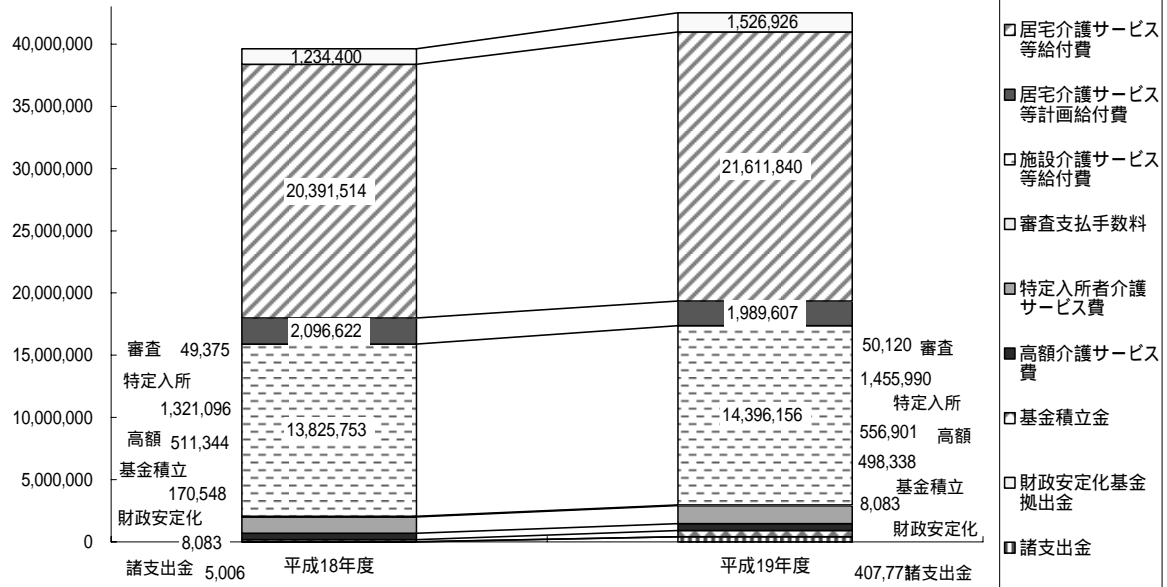 40,000,000
35,000,000
30,000,000
25,000,000
20,000,000
15,000,000
10,000,000
5,000,000
0
1,234,400
20,391,514
2,096,622
13,825,753
審査 49,375
特定入所
1,321,096
高額 511,344
基金積立
170,548
財政安定化
8,083
諸支出金 5,006
平成18年度
1,526,926
21,611,840
1,989,607
14,396,156
50,120 審査
1,455,990
特定入所
556,901 高額
498,338
基金積立
8,083
財政安定化
諸支出金
平成19年度
居宅介護サービス
等給付費
居宅介護サービス
等計画給付費
施設介護サービス
等給付費
審査支払手数料
特定入所者介護
サービス費
高額介護サービス
費
基金積立金
財政安定化基金
拠出金
諸支出金